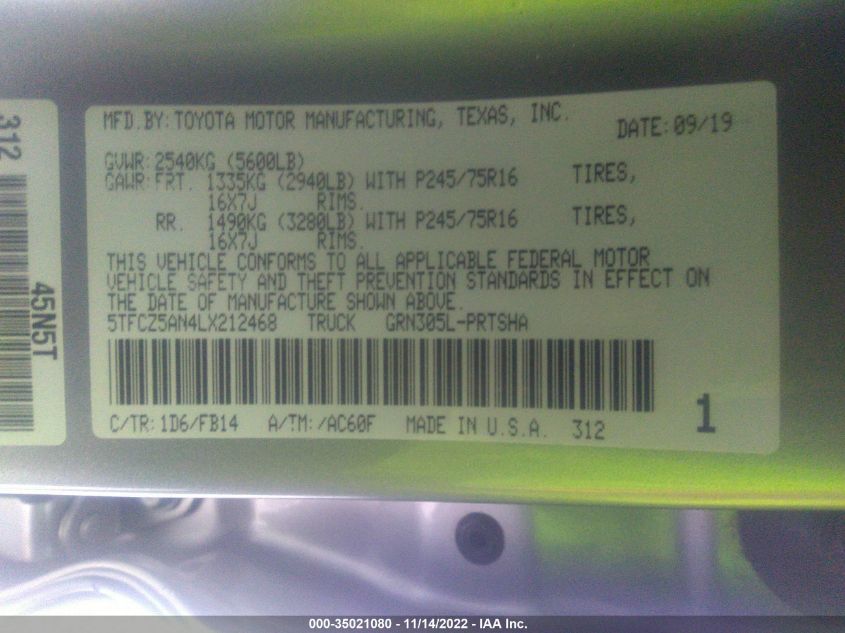 312
45N5T
MFD.BY: TOYOTA MOTOR MANUFACTURING, TEXAS, INC. DATE: 09/19
GVWR: 2540KG (5600LB)
GAWR: FRT. 1335KG (2940LB) WITH P245/75R16 TIRES,
16X7J RIMS.
RR. 1490KG (3280LB) WITH P245/75R16 TIRES,
16X7J RIMS.
THIS VEHICLE CONFORMS TO ALL APPLICABLE FEDERAL MOTOR
VEHICLE SAFETY AND THEFT PREVENTION STANDARDS IN EFFECT ON
THE DATE OF MANUFACTURE SHOWN ABOVE.
5TFCZ5AN4LX212468 TRUCK GRN305L-PRTSHA
C/TR: 1D6/FB14 A/TM: /AC60F MADE IN U.S.A. 312
1
000-35021080 - 11/14/2022 - IAA Inc.